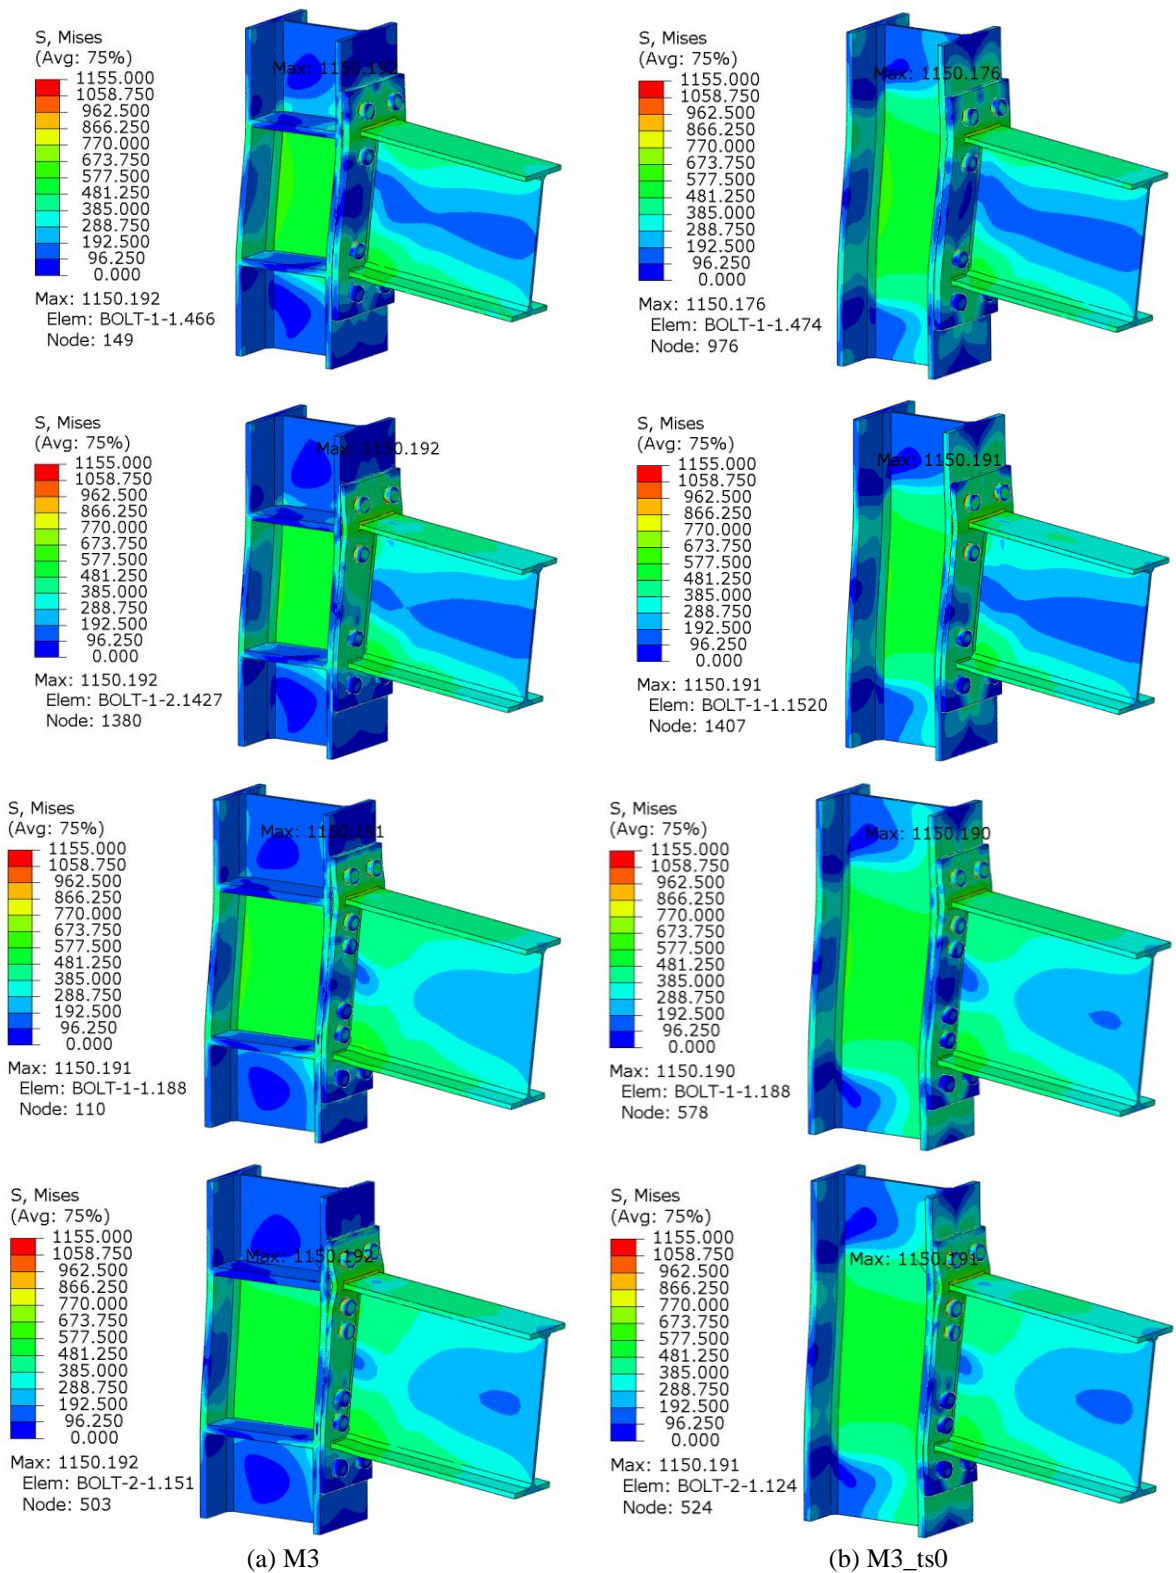 S, Mises
(Avg: 75%)
1155.000
1058.750
962.500
866.250
770.000
673.750
577.500
481.250
385.000
288.750
192.500
96.250
0.000
Max: 1150.192
Elem: BOLT-1-1.466
Node: 149
Max: 1150.192
S, Mises
(Avg: 75%)
1155.000
1058.750
962.500
866.250
770.000
673.750
577.500
481.250
385.000
288.750
192.500
96.250
0.000
Max: 1150.176
Elem: BOLT-1-1.474
Node: 976
Max: 1150.176
S, Mises
(Avg: 75%)
1155.000
1058.750
962.500
866.250
770.000
673.750
577.500
481.250
385.000
288.750
192.500
96.250
0.000
Max: 1150.192
Elem: BOLT-1-2.1427
Node: 1380
Max: 1150.192
S, Mises
(Avg: 75%)
1155.000
1058.750
962.500
866.250
770.000
673.750
577.500
481.250
385.000
288.750
192.500
96.250
0.000
Max: 1150.191
Elem: BOLT-1-1.1520
Node: 1407
Max: 1150.191
S, Mises
(Avg: 75%)
1155.000
1058.750
962.500
866.250
770.000
673.750
577.500
481.250
385.000
288.750
192.500
96.250
0.000
Max: 1150.191
Elem: BOLT-1-1.188
Node: 110
Max: 1150.191
S, Mises
(Avg: 75%)
1155.000
1058.750
962.500
866.250
770.000
673.750
577.500
481.250
385.000
288.750
192.500
96.250
0.000
Max: 1150.190
Elem: BOLT-1-1.188
Node: 578
Max: 1150.190
S, Mises
(Avg: 75%)
1155.000
1058.750
962.500
866.250
770.000
673.750
577.500
481.250
385.000
288.750
192.500
96.250
0.000
Max: 1150.192
Elem: BOLT-2-1.151
Node: 503
Max: 1150.192
S, Mises
(Avg: 75%)
1155.000
1058.750
962.500
866.250
770.000
673.750
577.500
481.250
385.000
288.750
192.500
96.250
0.000
Max: 1150.191
Elem: BOLT-2-1.124
Node: 524
Max: 1150.191
(a) M3
(b) M3_ts0